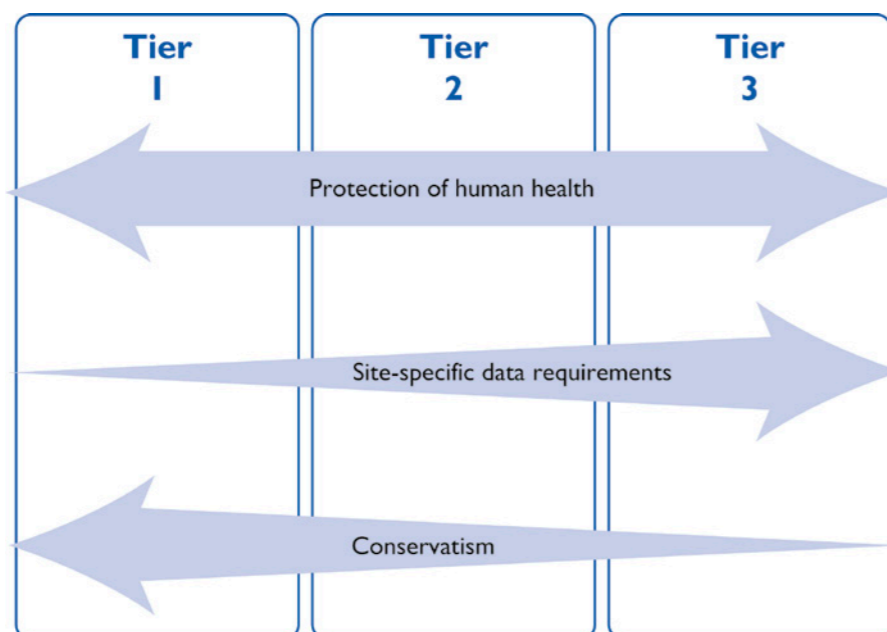 Tier
1
Tier
2
Tier
3
Protection of human health
Site-specific data requirements
Conservatism